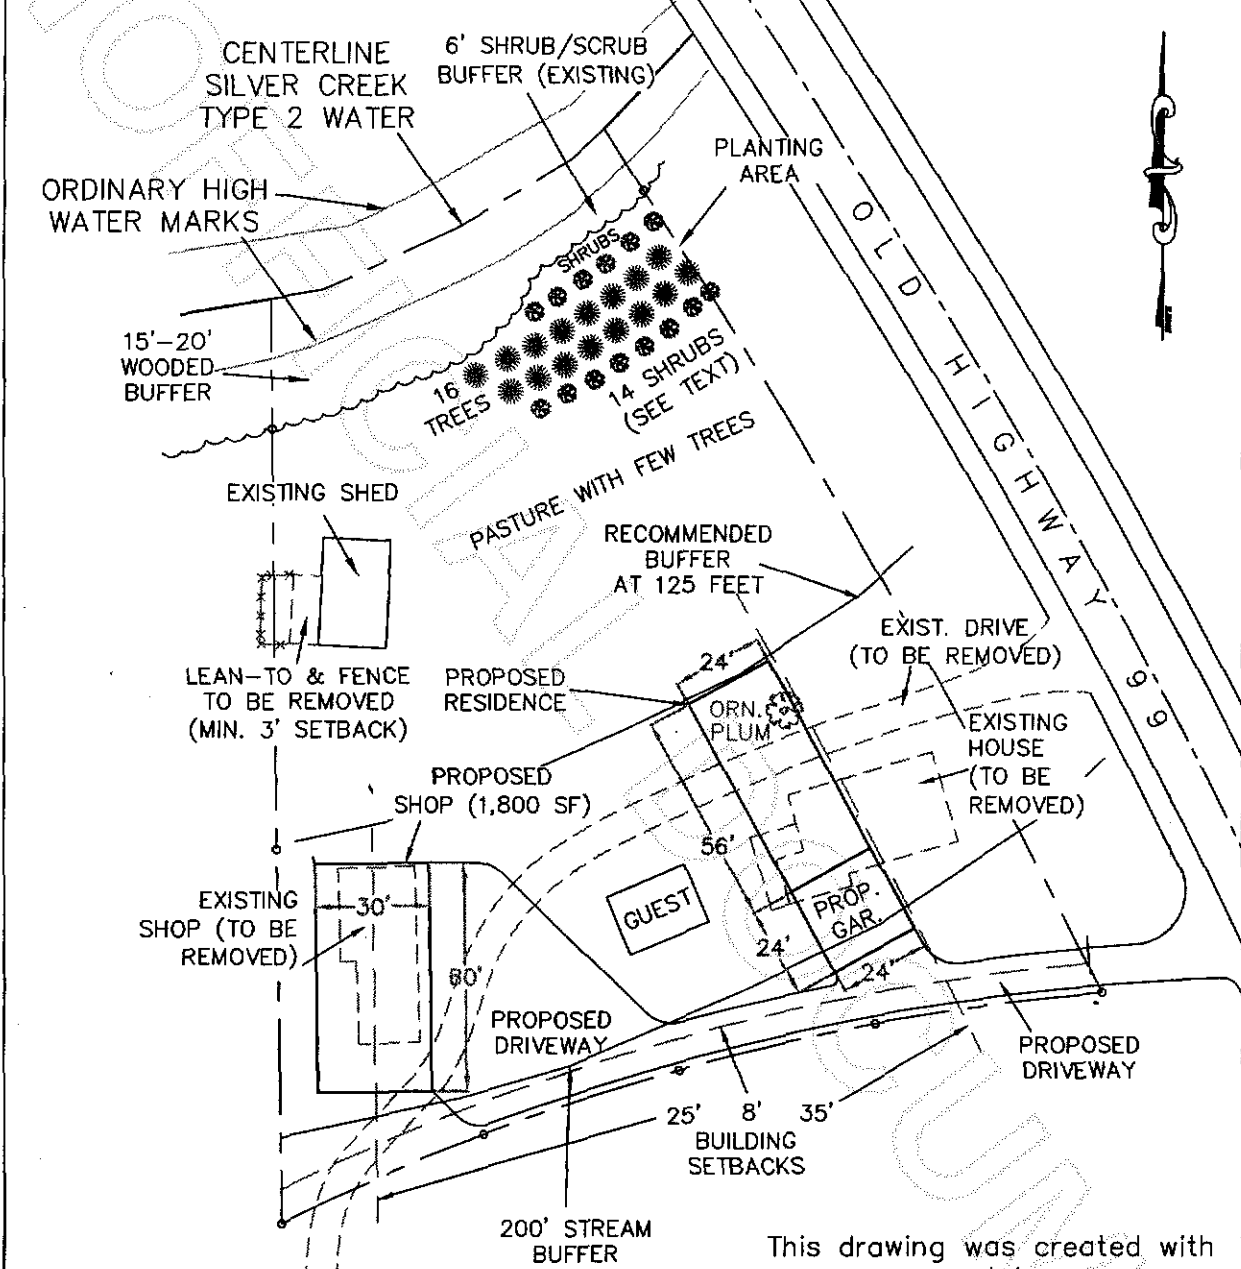 CENTERLINE
SILVER CREEK
TYPE 2 WATER
6' SHRUB/SCRUB
BUFFER (EXISTING)
PLANTING
AREA
ORDINARY HIGH
WATER MARKS
15'-20'
WOODED
BUFFER
SHRUBS
16
TREES
14 SHRUBS
(SEE TEXT)
PASTURE WITH FEW TREES
OLD HIGHWAY 99
EXISTING SHED
RECOMMENDED
BUFFER
AT 125 FEET
EXIST. DRIVE
(TO BE REMOVED)
LEAN-TO & FENCE
TO BE REMOVED
(MIN. 3' SETBACK)
PROPOSED
RESIDENCE
24'
ORN.
PLUM
EXISTING
HOUSE
(TO BE
REMOVED)
PROPOSED
SHOP (1,800 SF)
56'
EXISTING
SHOP (TO BE
REMOVED)
30'
60'
GUEST
PROP.
GAR.
24'
24'
PROPOSED
DRIVEWAY
PROPOSED
DRIVEWAY
25' 8' 35'
BUILDING
SETBACKS
200' STREAM
BUFFER
This drawing was created with